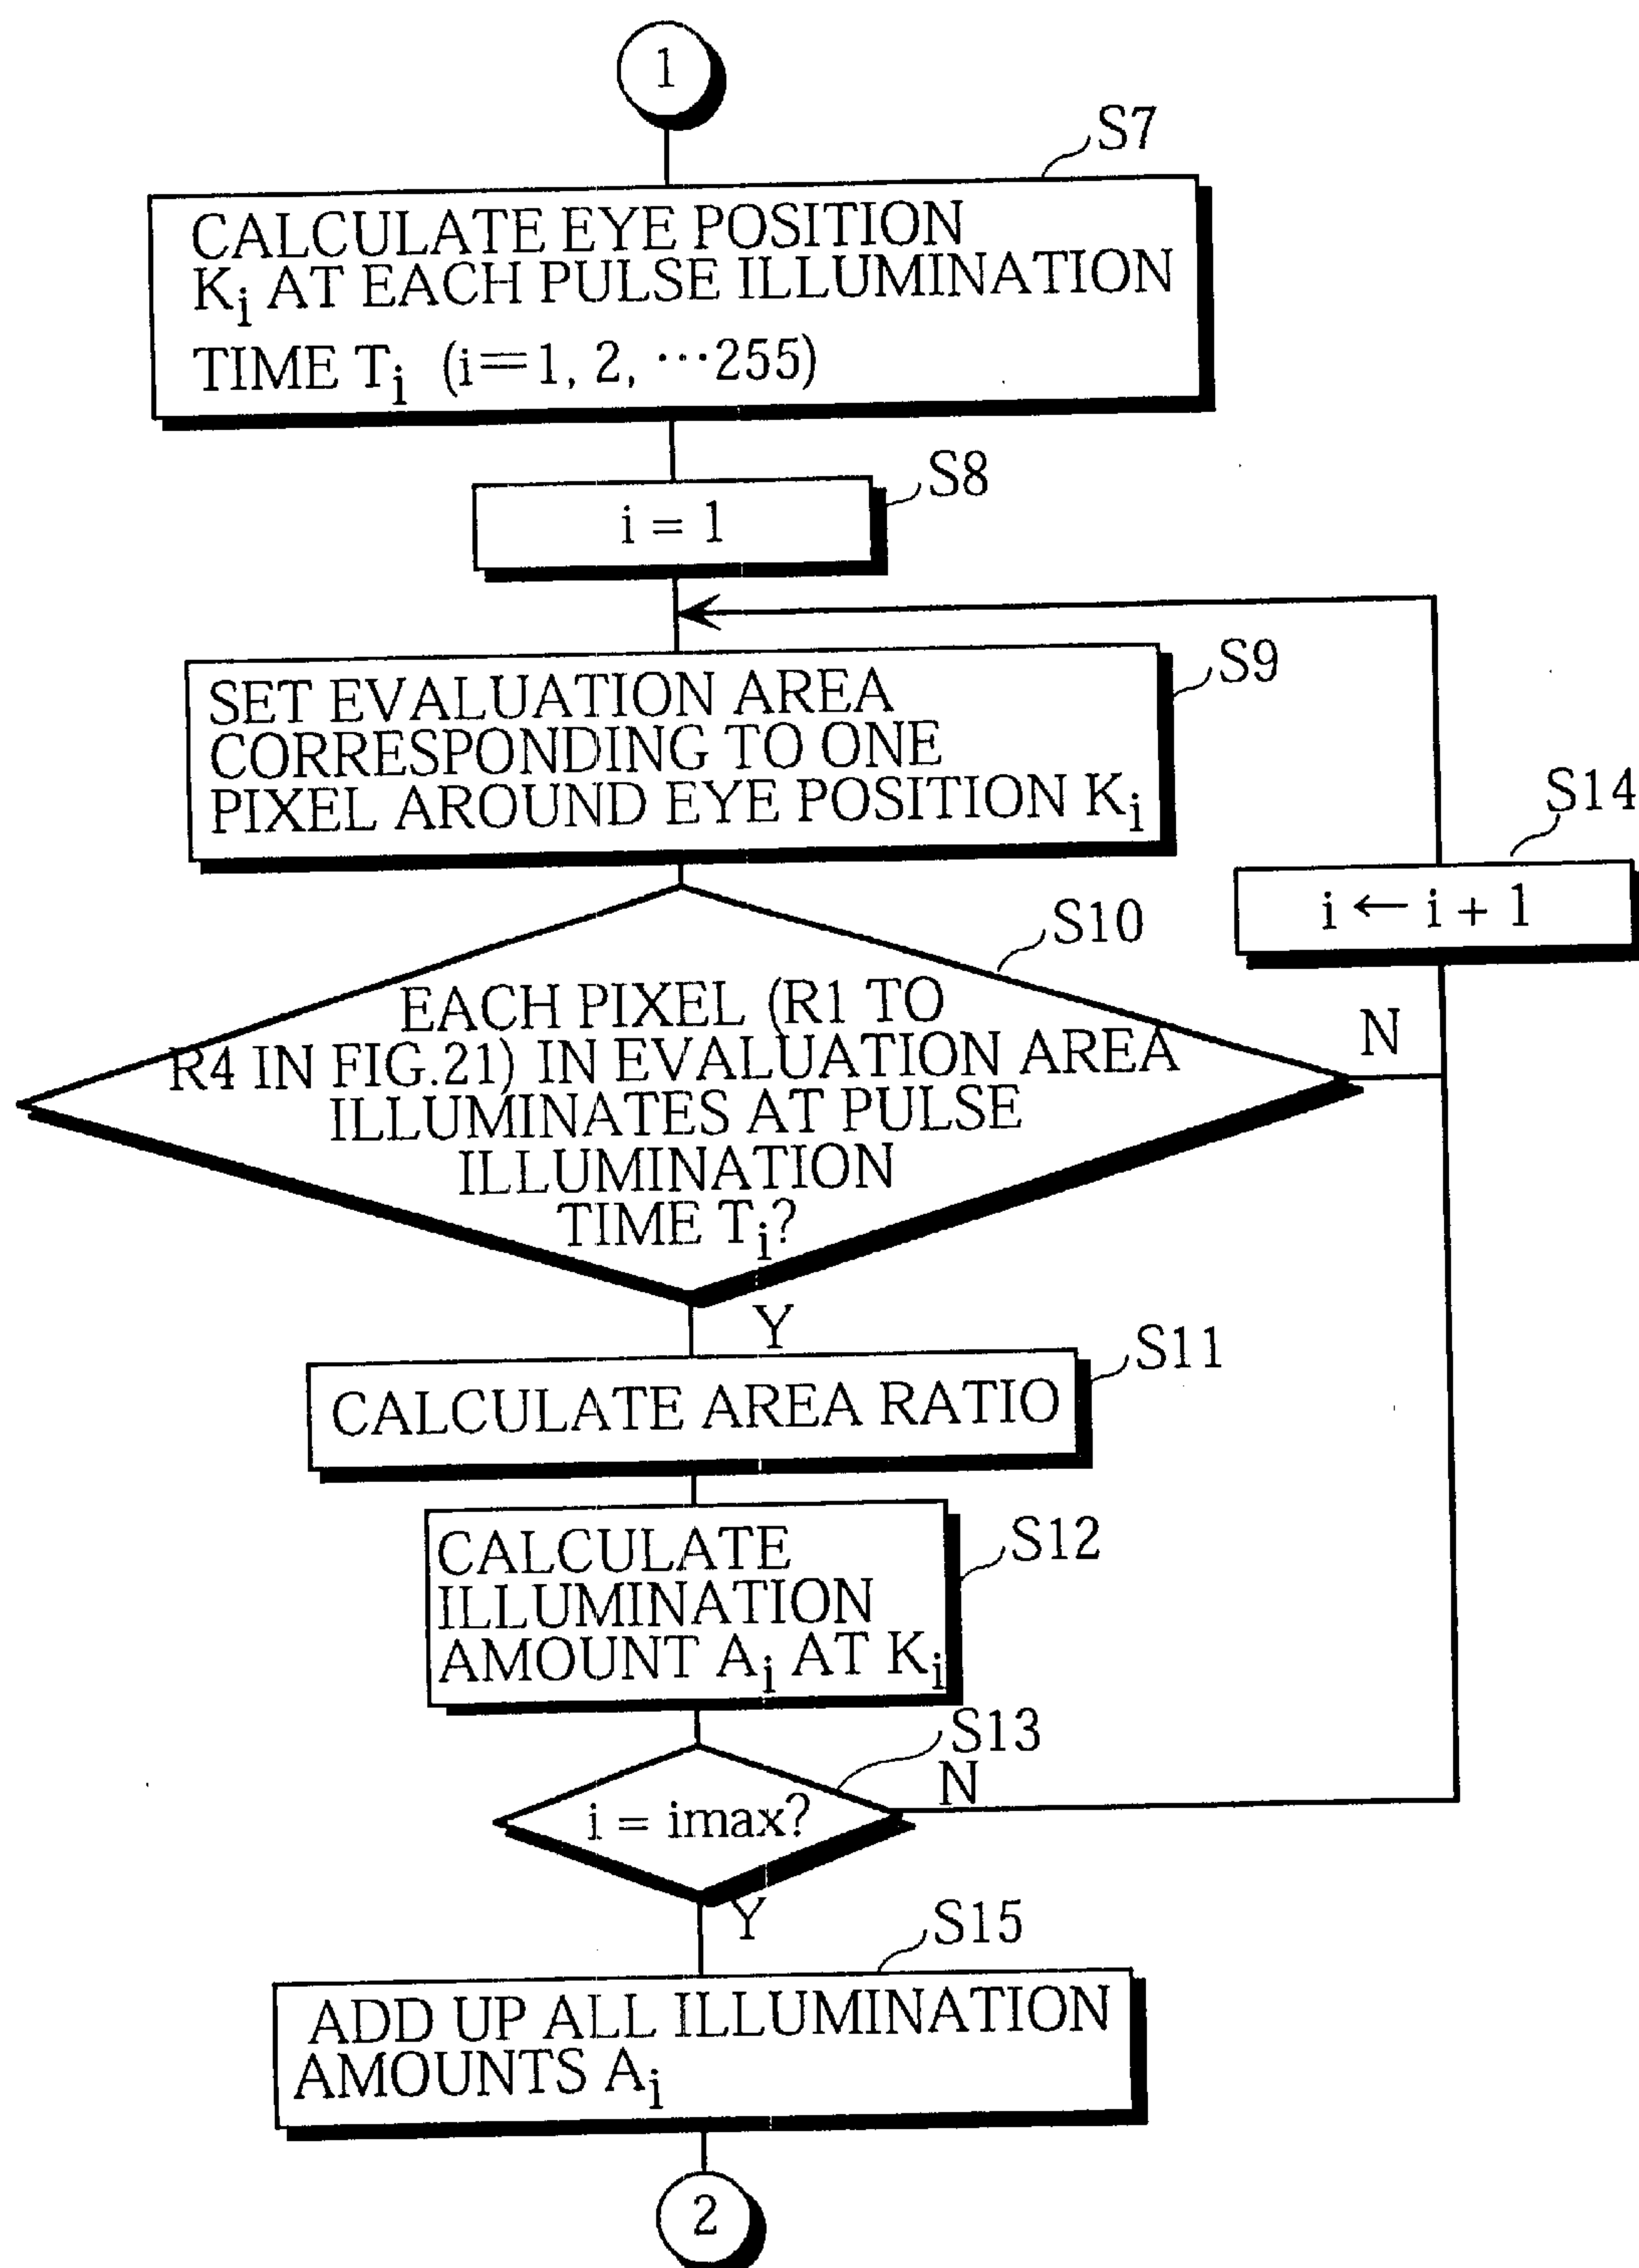 1
S7
CALCULATE EYE POSITION
Ki AT EACH PULSE ILLUMINATION
TIME Ti (i=1, 2, ···255)
S8
i = 1
S9
SET EVALUATION AREA
CORRESPONDING TO ONE
PIXEL AROUND EYE POSITION Ki
S14
i ← i + 1
S10
EACH PIXEL (R1 TO
R4 IN FIG.21) IN EVALUATION AREA
ILLUMINATES AT PULSE
ILLUMINATION
TIME Ti?
N
Y
S11
CALCULATE AREA RATIO
S12
CALCULATE
ILLUMINATION
AMOUNT Ai AT Ki
S13
i = imax?
N
Y
S15
ADD UP ALL ILLUMINATION
AMOUNTS Ai
2